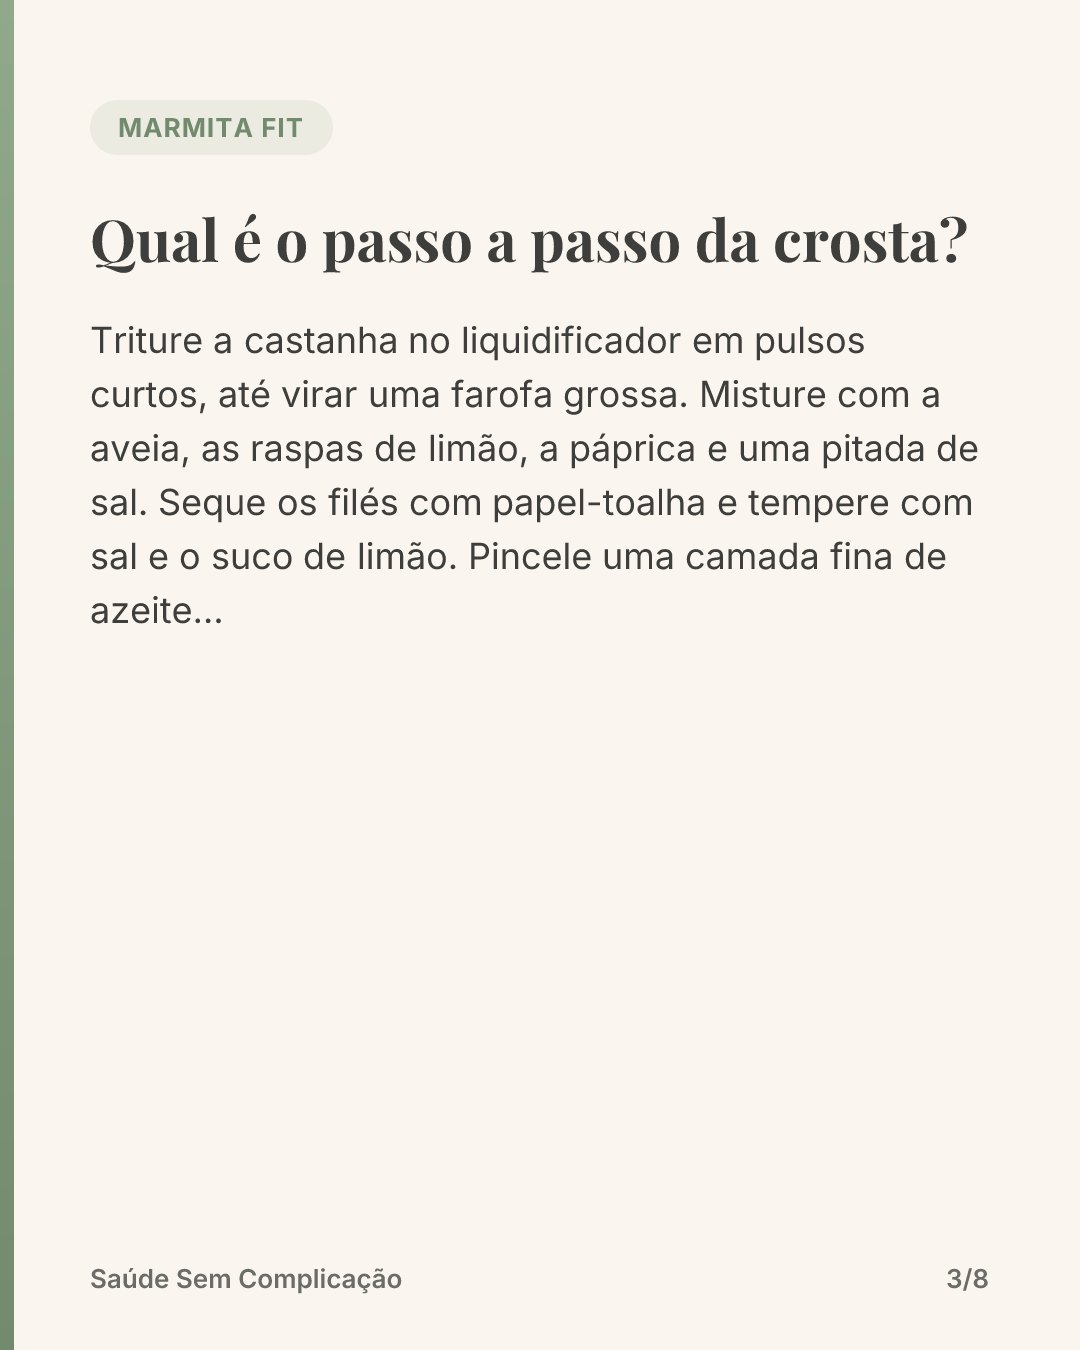 MARMITA FIT
Qual é o passo a passo da crosta?
Triture a castanha no liquidificador em pulsos
curtos, até virar uma farofa grossa. Misture com a
aveia, as raspas de limão, a páprica e uma pitada de
sal. Seque os filés com papel-toalha e tempere com
sal e o suco de limão. Pincele uma camada fina de
azeite...
Saúde Sem Complicação
3/8